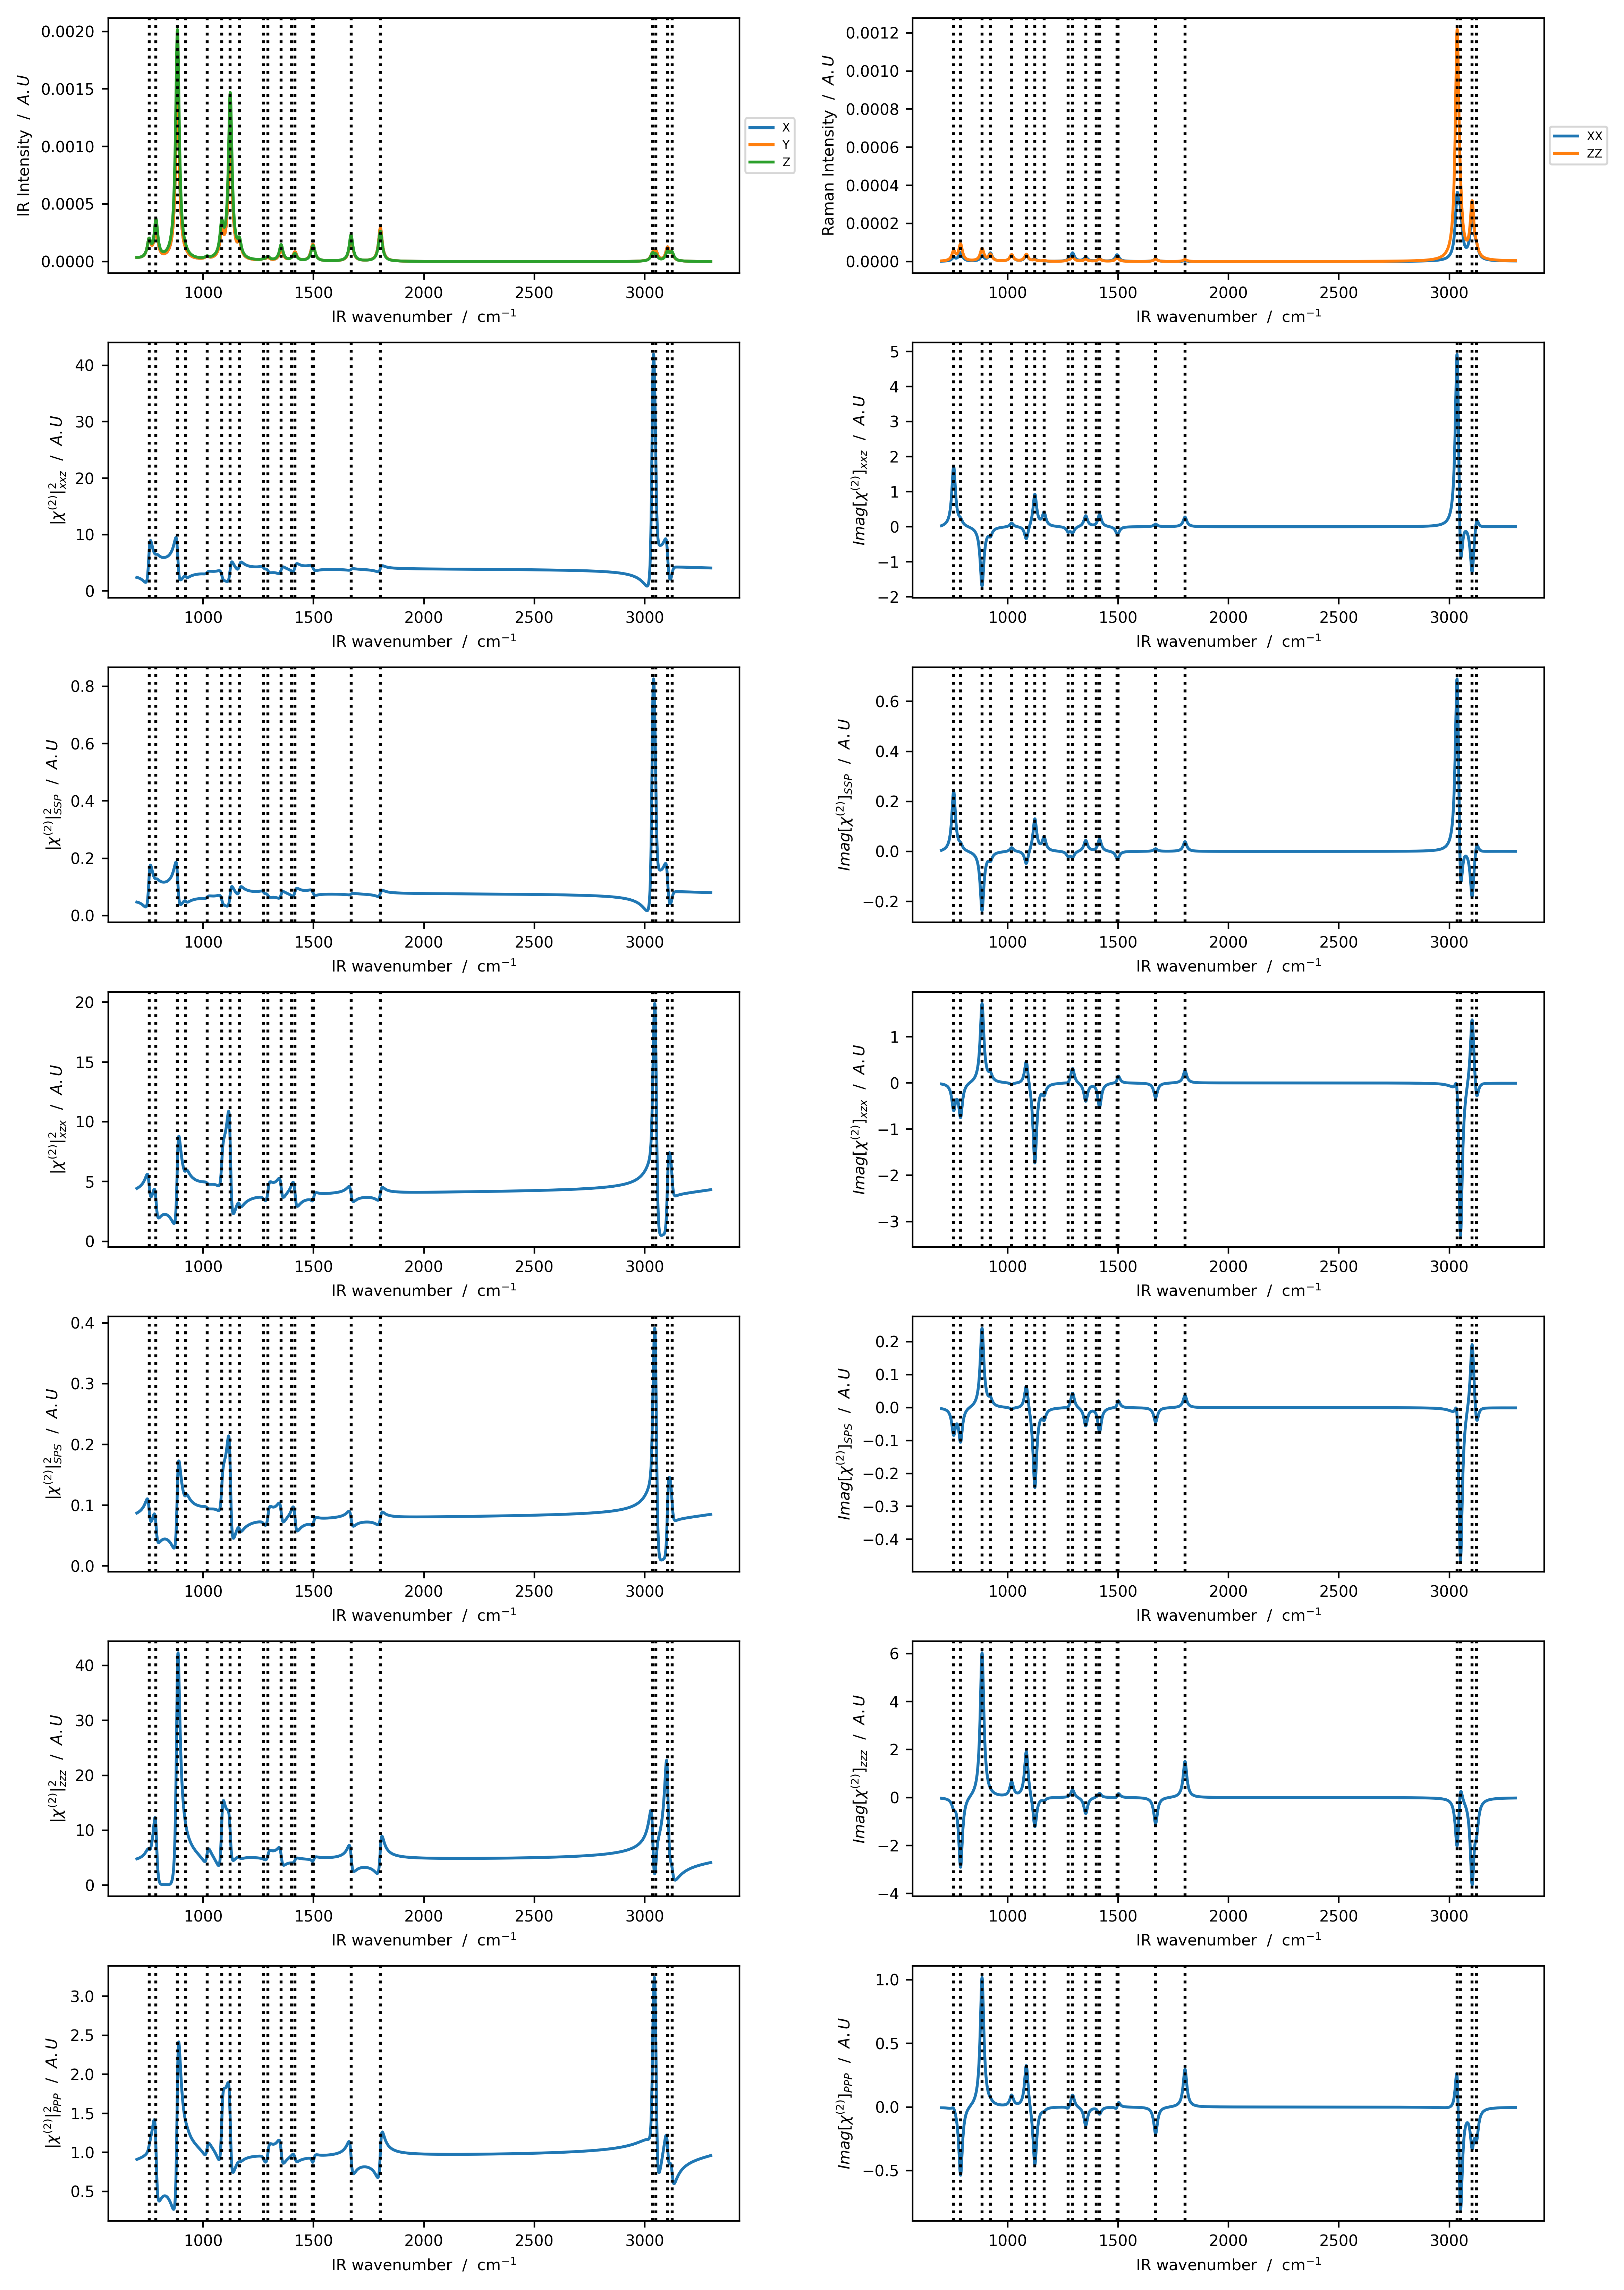 0.0020
0.0015
0.0010
0.0005
0.0000
IR Intensity / A.U
1000 1500 2000 2500 3000
IR wavenumber / cm⁻¹
X
Y
Z
0.0012
0.0010
0.0008
0.0006
0.0004
0.0002
0.0000
Raman Intensity / A.U
1000 1500 2000 2500 3000
IR wavenumber / cm⁻¹
XX
ZZ
40
30
20
10
0
|χ⁽²⁾|²xxz / A.U
1000 1500 2000 2500 3000
IR wavenumber / cm⁻¹
5
4
3
2
1
0
−1
−2
Imag[χ⁽²⁾]xxz / A.U
1000 1500 2000 2500 3000
IR wavenumber / cm⁻¹
0.8
0.6
0.4
0.2
0.0
|χ⁽²⁾|²SSP / A.U
1000 1500 2000 2500 3000
IR wavenumber / cm⁻¹
0.6
0.4
0.2
0.0
−0.2
Imag[χ⁽²⁾]SSP / A.U
1000 1500 2000 2500 3000
IR wavenumber / cm⁻¹
20
15
10
5
0
|χ⁽²⁾|²xzx / A.U
1000 1500 2000 2500 3000
IR wavenumber / cm⁻¹
1
0
−1
−2
−3
Imag[χ⁽²⁾]xzx / A.U
1000 1500 2000 2500 3000
IR wavenumber / cm⁻¹
0.4
0.3
0.2
0.1
0.0
|χ⁽²⁾|²SPS / A.U
1000 1500 2000 2500 3000
IR wavenumber / cm⁻¹
0.2
0.1
0.0
−0.1
−0.2
−0.3
−0.4
Imag[χ⁽²⁾]SPS / A.U
1000 1500 2000 2500 3000
IR wavenumber / cm⁻¹
40
30
20
10
0
|χ⁽²⁾|²zzz / A.U
1000 1500 2000 2500 3000
IR wavenumber / cm⁻¹
6
4
2
0
−2
−4
Imag[χ⁽²⁾]zzz / A.U
1000 1500 2000 2500 3000
IR wavenumber / cm⁻¹
3.0
2.5
2.0
1.5
1.0
0.5
|χ⁽²⁾|²PPP / A.U
1000 1500 2000 2500 3000
IR wavenumber / cm⁻¹
1.0
0.5
0.0
−0.5
Imag[χ⁽²⁾]PPP / A.U
1000 1500 2000 2500 3000
IR wavenumber / cm⁻¹